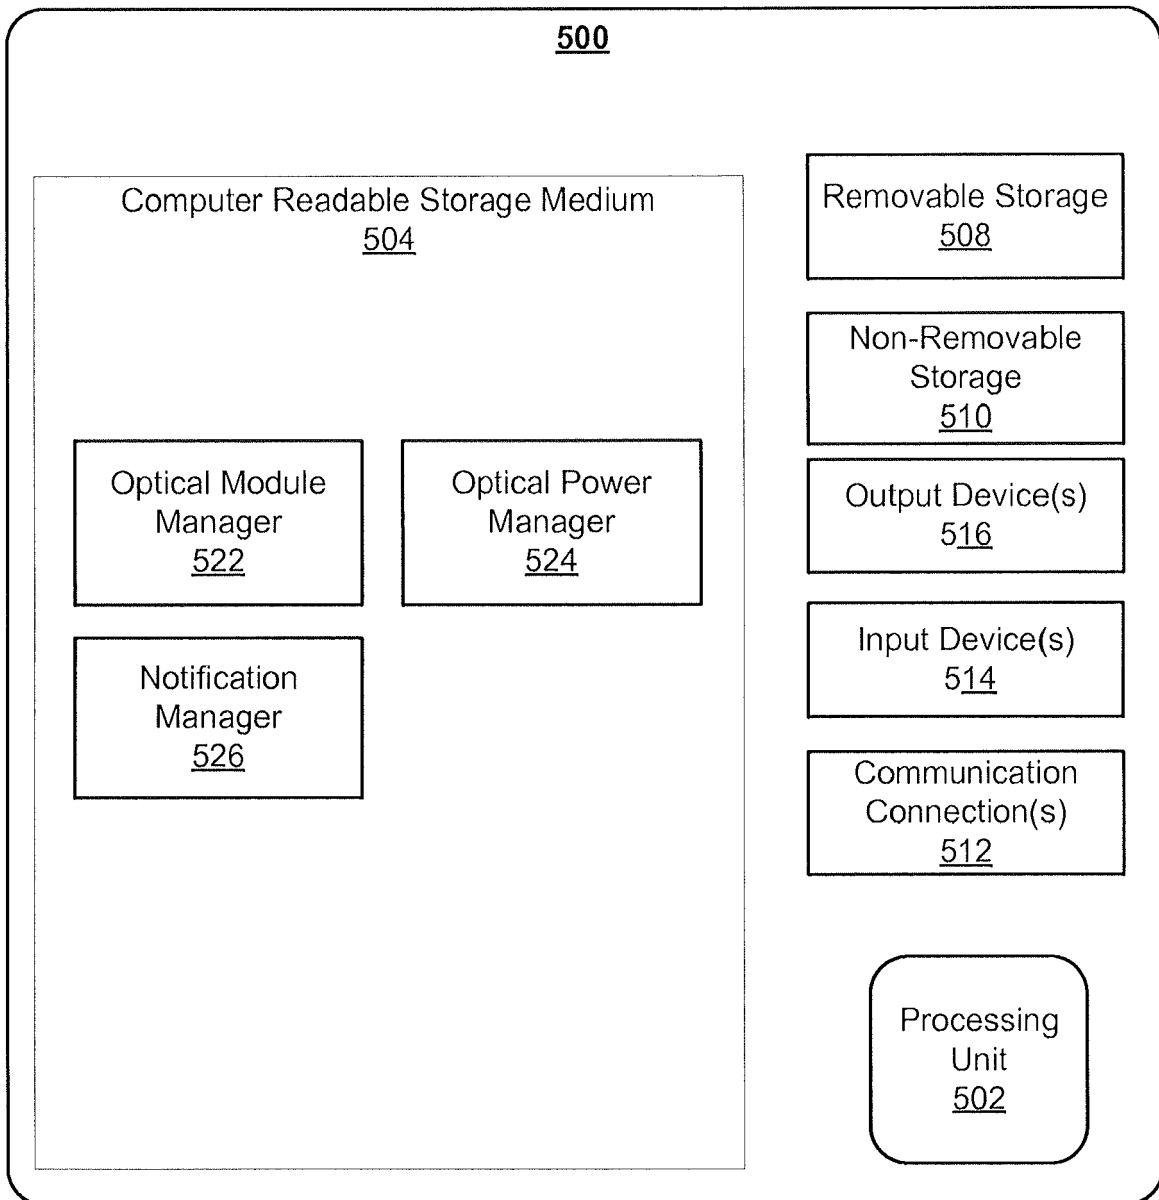 500
Computer Readable Storage Medium
504
Optical Module
Manager
522
Optical Power
Manager
524
Notification
Manager
526
Removable Storage
508
Non-Removable
Storage
510
Output Device(s)
516
Input Device(s)
514
Communication
Connection(s)
512
Processing
Unit
502